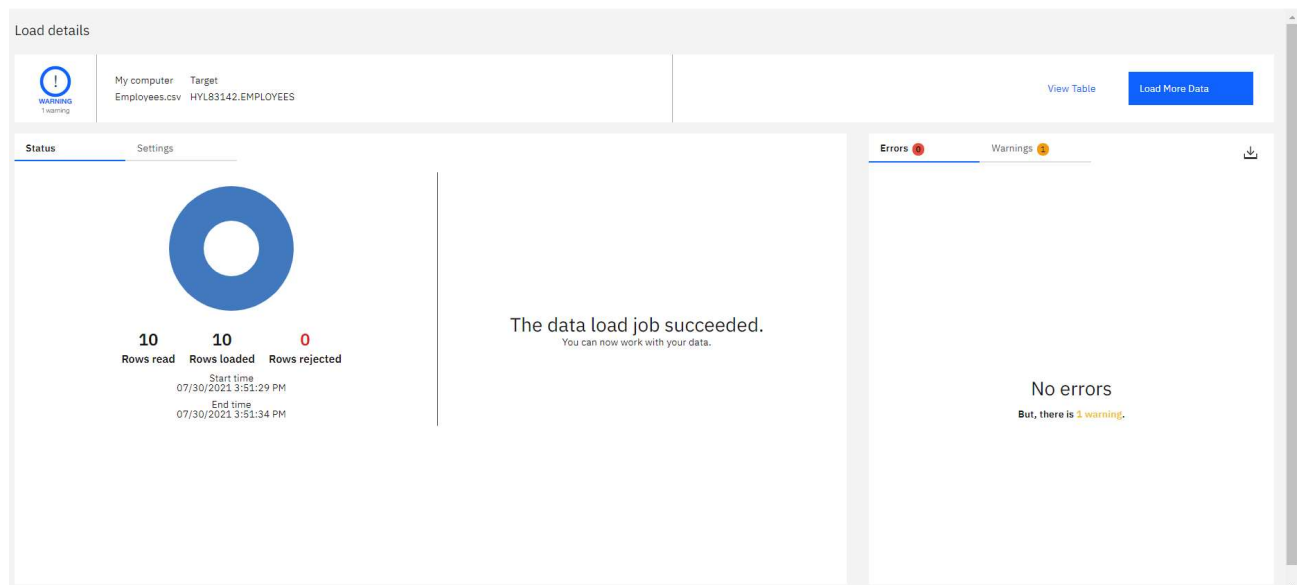 Load details
!
WARNING
1 warning
My computer Target
Employees.csv HYL83142.EMPLOYEES
View Table
Load More Data
Status Settings
10 10 0
Rows read Rows loaded Rows rejected
Start time
07/30/2021 3:51:29 PM
End time
07/30/2021 3:51:34 PM
The data load job succeeded.
You can now work with your data.
Errors 0 Warnings 1
No errors
But, there is 1 warning.